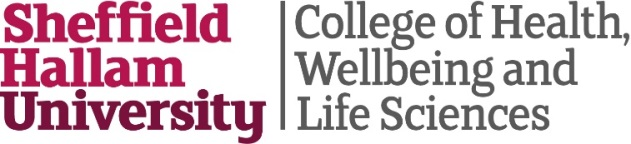 Sheffield
Hallam
University
College of Health,
Wellbeing and
Life Sciences